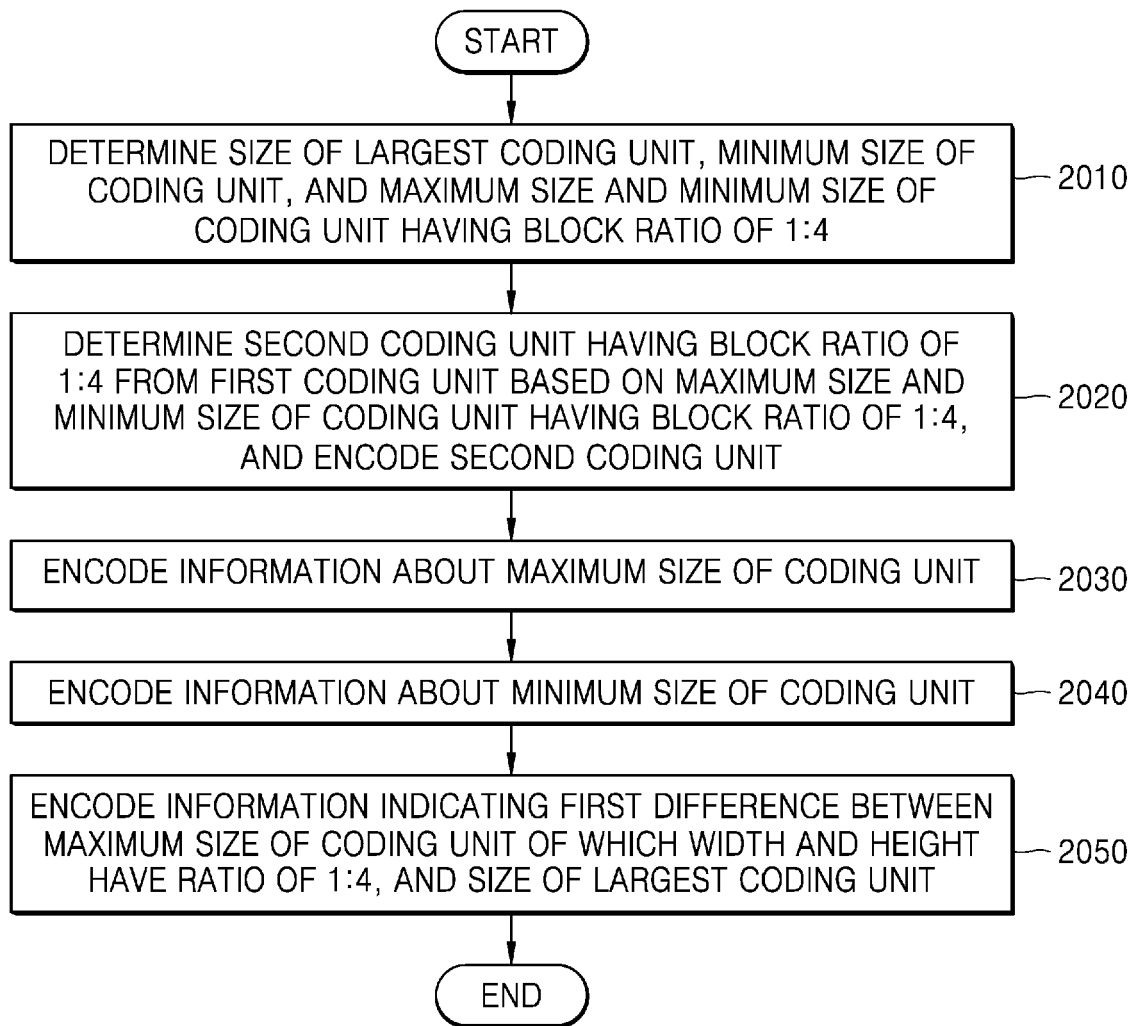 START
DETERMINE SIZE OF LARGEST CODING UNIT, MINIMUM SIZE OF
CODING UNIT, AND MAXIMUM SIZE AND MINIMUM SIZE OF
CODING UNIT HAVING BLOCK RATIO OF 1:4
2010
DETERMINE SECOND CODING UNIT HAVING BLOCK RATIO OF
1:4 FROM FIRST CODING UNIT BASED ON MAXIMUM SIZE AND
MINIMUM SIZE OF CODING UNIT HAVING BLOCK RATIO OF 1:4,
AND ENCODE SECOND CODING UNIT
2020
ENCODE INFORMATION ABOUT MAXIMUM SIZE OF CODING UNIT
2030
ENCODE INFORMATION ABOUT MINIMUM SIZE OF CODING UNIT
2040
ENCODE INFORMATION INDICATING FIRST DIFFERENCE BETWEEN
MAXIMUM SIZE OF CODING UNIT OF WHICH WIDTH AND HEIGHT
HAVE RATIO OF 1:4, AND SIZE OF LARGEST CODING UNIT
2050
END